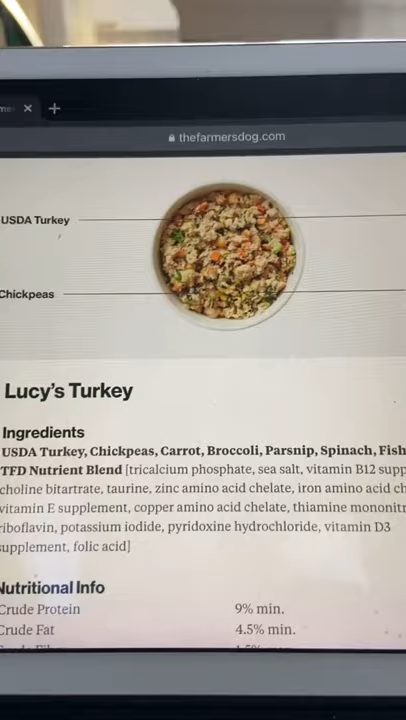 thefarmersdog.com
USDA Turkey
Chickpeas
Lucy's Turkey
Ingredients
USDA Turkey, Chickpeas, Carrot, Broccoli, Parsnip, Spinach, Fish
TFD Nutrient Blend [tricalcium phosphate, sea salt, vitamin B12 supp
choline bitartrate, taurine, zinc amino acid chelate, iron amino acid ch
vitamin E supplement, copper amino acid chelate, thiamine mononitr
riboflavin, potassium iodide, pyridoxine hydrochloride, vitamin D3
supplement, folic acid]
Nutritional Info
Crude Protein 9% min.
Crude Fat 4.5% min.